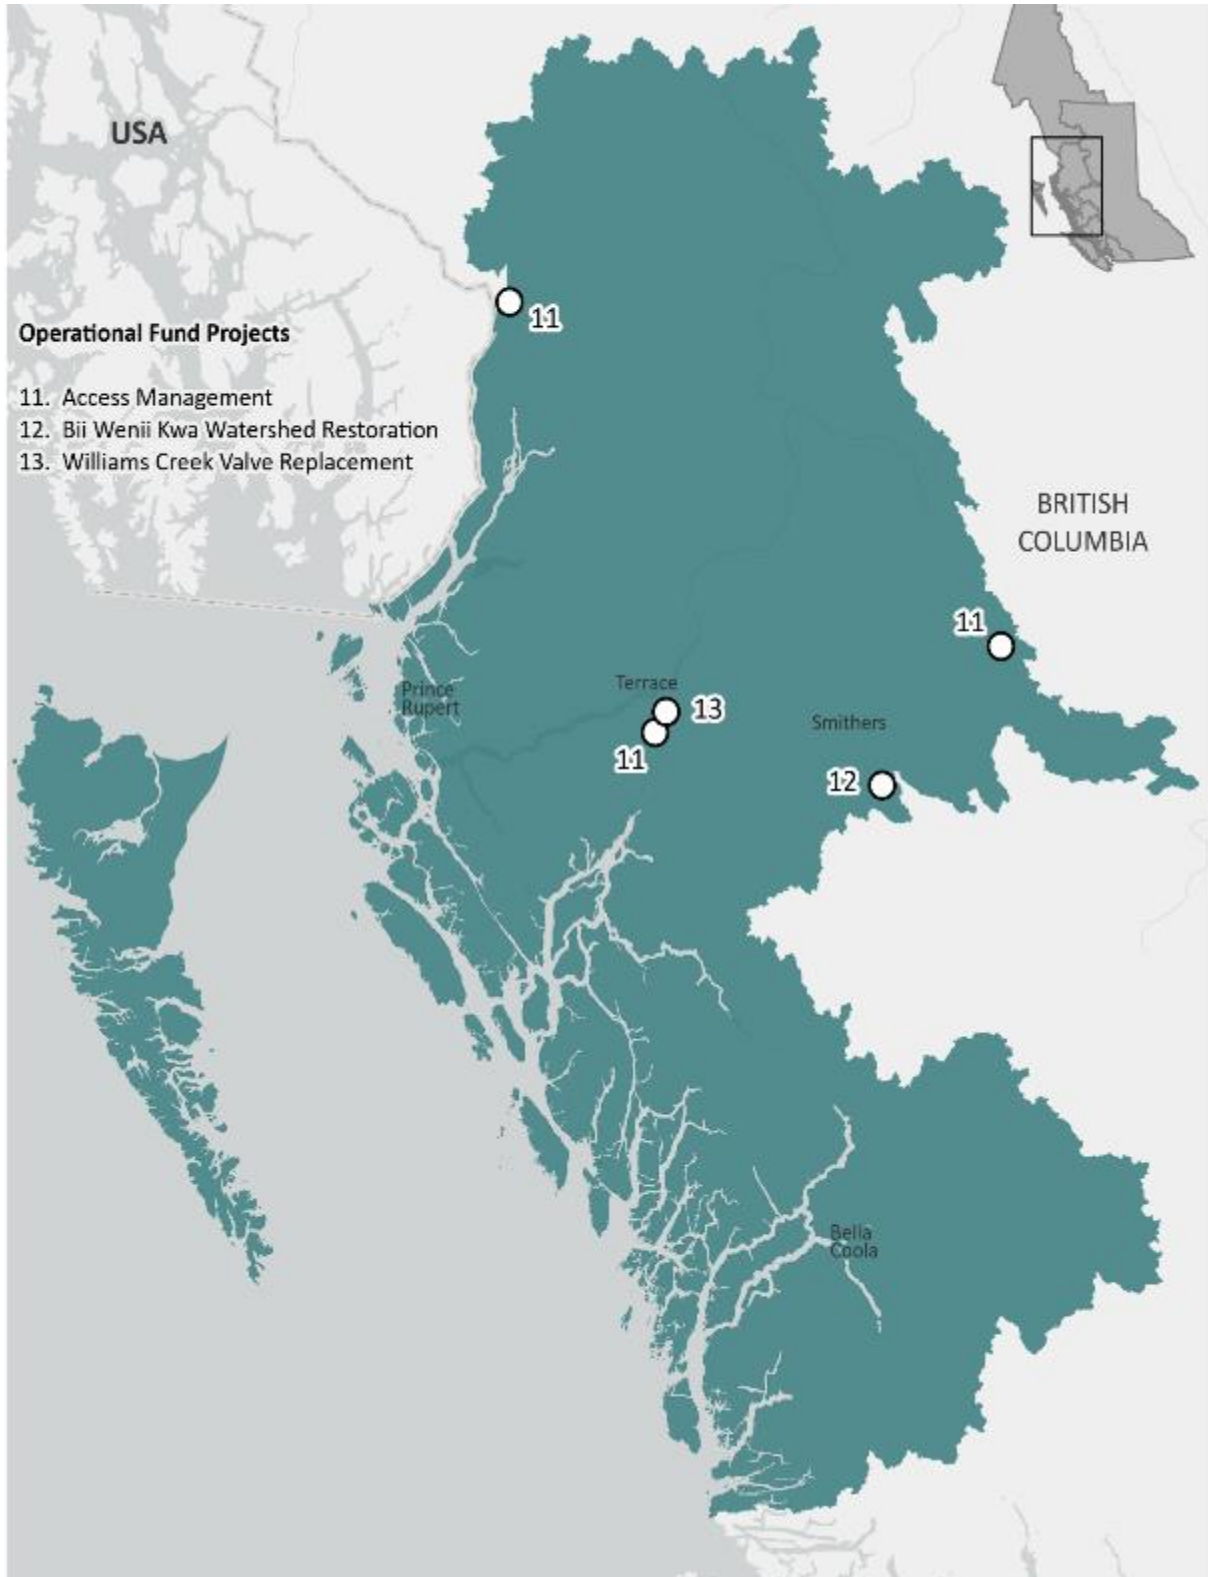 USA
11
Operational Fund Projects
11. Access Management
12. Bii Wenii Kwa Watershed Restoration
13. Williams Creek Valve Replacement
BRITISH
COLUMBIA
11
Terrace
Prince
Rupert
13
Smithers
11
12
Bella
Coola